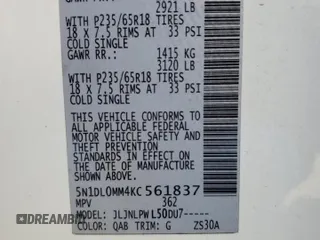 2921 LB
WITH P235/65R18 TIRES
18 X 7.5 RIMS AT 33 PSI
COLD SINGLE
GAWR RR: 1415 KG
3120 LB
WITH P235/65R18 TIRES
18 X 7.5 RIMS AT 33 PSI
COLD SINGLE
THIS VEHICLE CONFORMS TO
ALL APPLICABLE FEDERAL
MOTOR VEHICLE SAFETY AND
THEFT PREVENTION
STANDARDS IN EFFECT ON
THE DATE OF MANUFACTURE
SHOWN ABOVE.
5N1DL0MM4KC561837
MPV 362
MODEL: JLJNLPW L50DU7-----
COLOR: QAB TRIM: G ZS30A